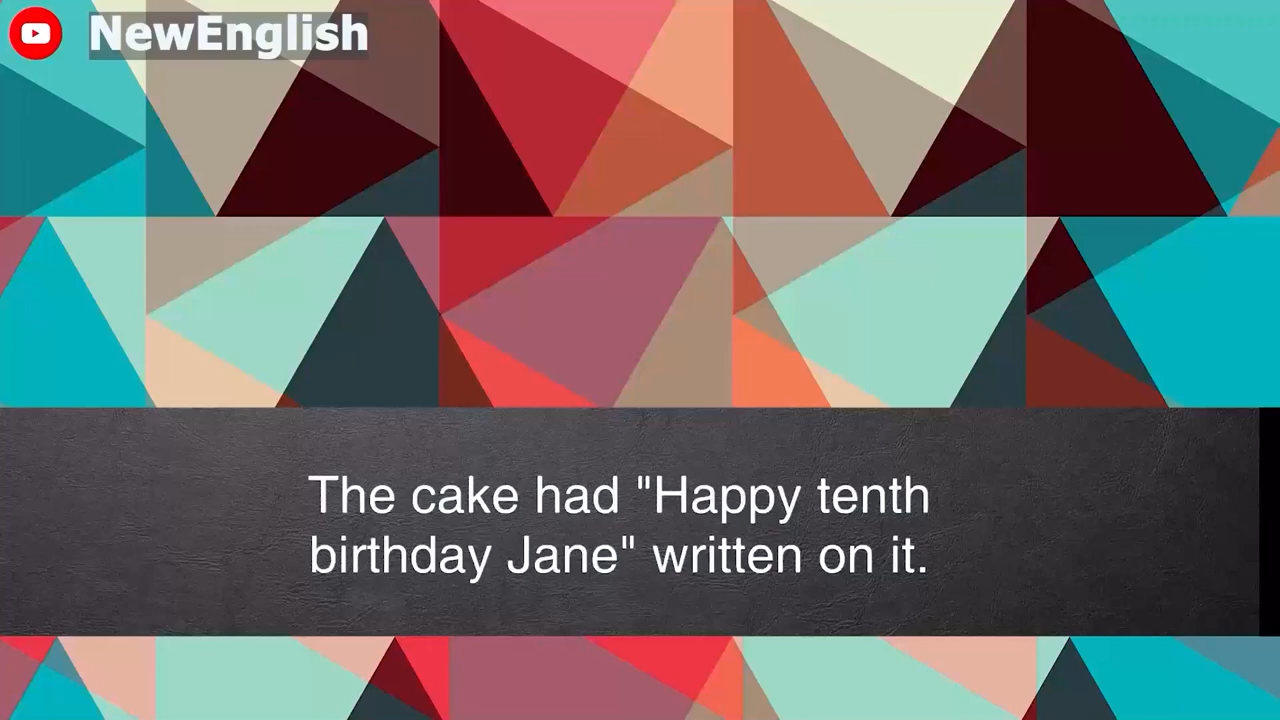 NewEnglish
The cake had "Happy tenth
birthday Jane" written on it.